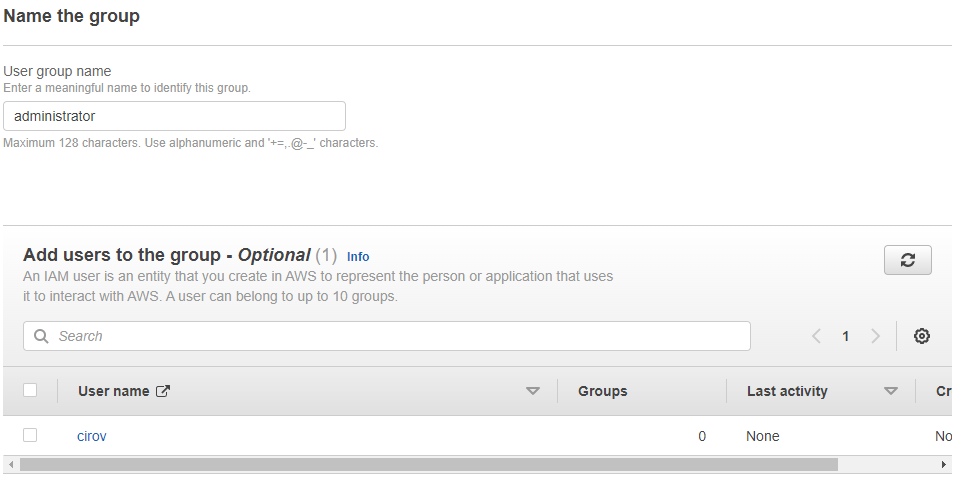 Name the group
User group name
Enter a meaningful name to identify this group.
administrator
Maximum 128 characters. Use alphanumeric and '+=,.@-_' characters.
Add users to the group - Optional (1) Info
An IAM user is an entity that you create in AWS to represent the person or application that uses
it to interact with AWS. A user can belong to up to 10 groups.
Search
1
User name Groups Last activity Cr
cirov 0 None No